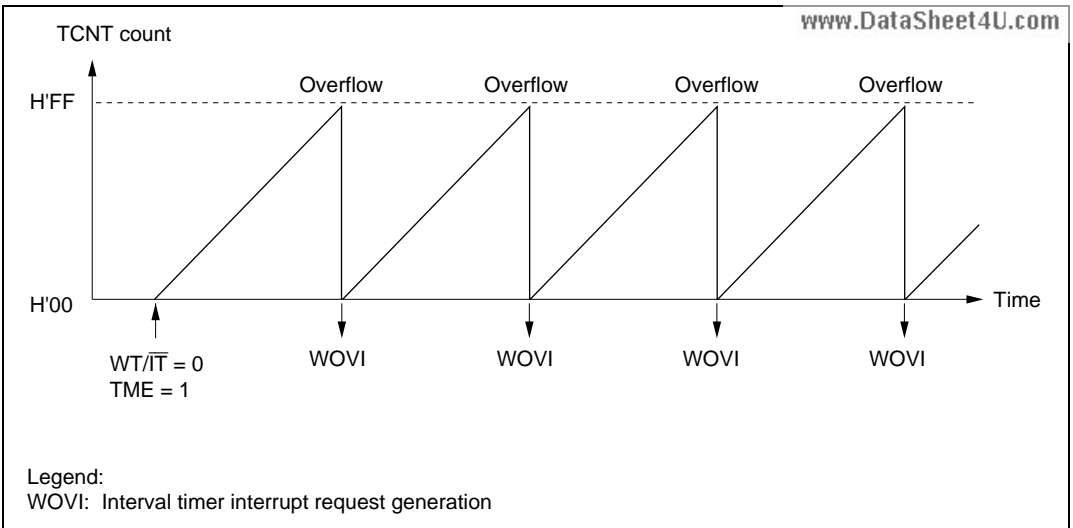 www.DataSheet4U.com
TCNT count
Overflow Overflow Overflow Overflow
H'FF
H'00
Time
WT/I̅T̅ = 0
TME = 1
WOVI WOVI WOVI WOVI
Legend:
WOVI: Interval timer interrupt request generation